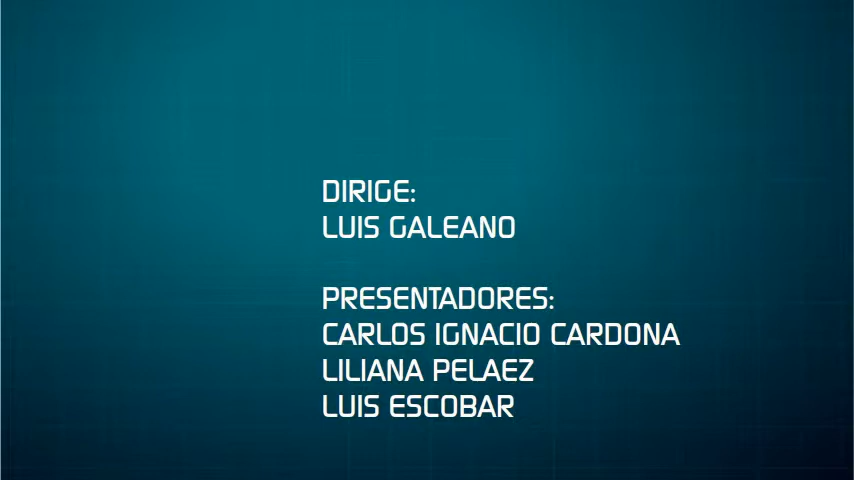 DIRIGE:
LUIS GALEANO
PRESENTADORES:
CARLOS IGNACIO CARDONA
LILIANA PELAEZ
LUIS ESCOBAR